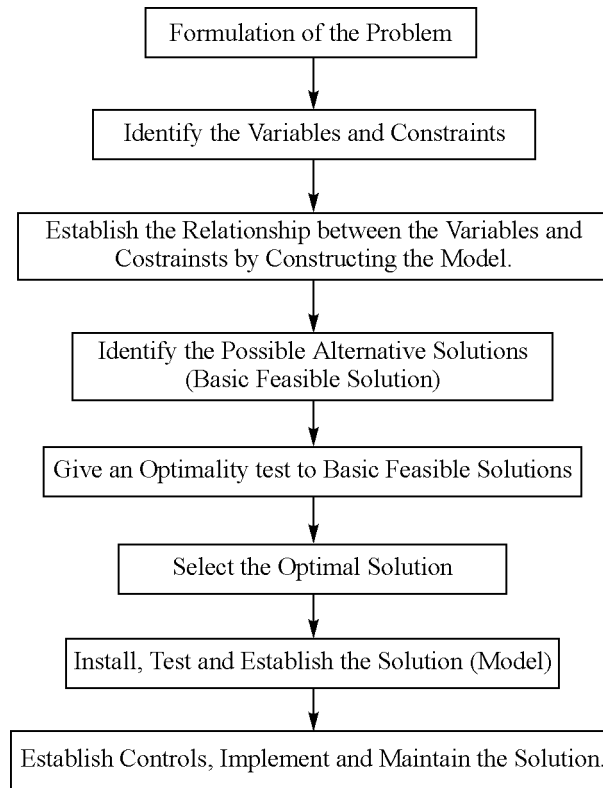 Formulation of the Problem
Identify the Variables and Constraints
Establish the Relationship between the Variables and
Costrainsts by Constructing the Model.
Identify the Possible Alternative Solutions
(Basic Feasible Solution)
Give an Optimality test to Basic Feasible Solutions
Select the Optimal Solution
Install, Test and Establish the Solution (Model)
Establish Controls, Implement and Maintain the Solution.